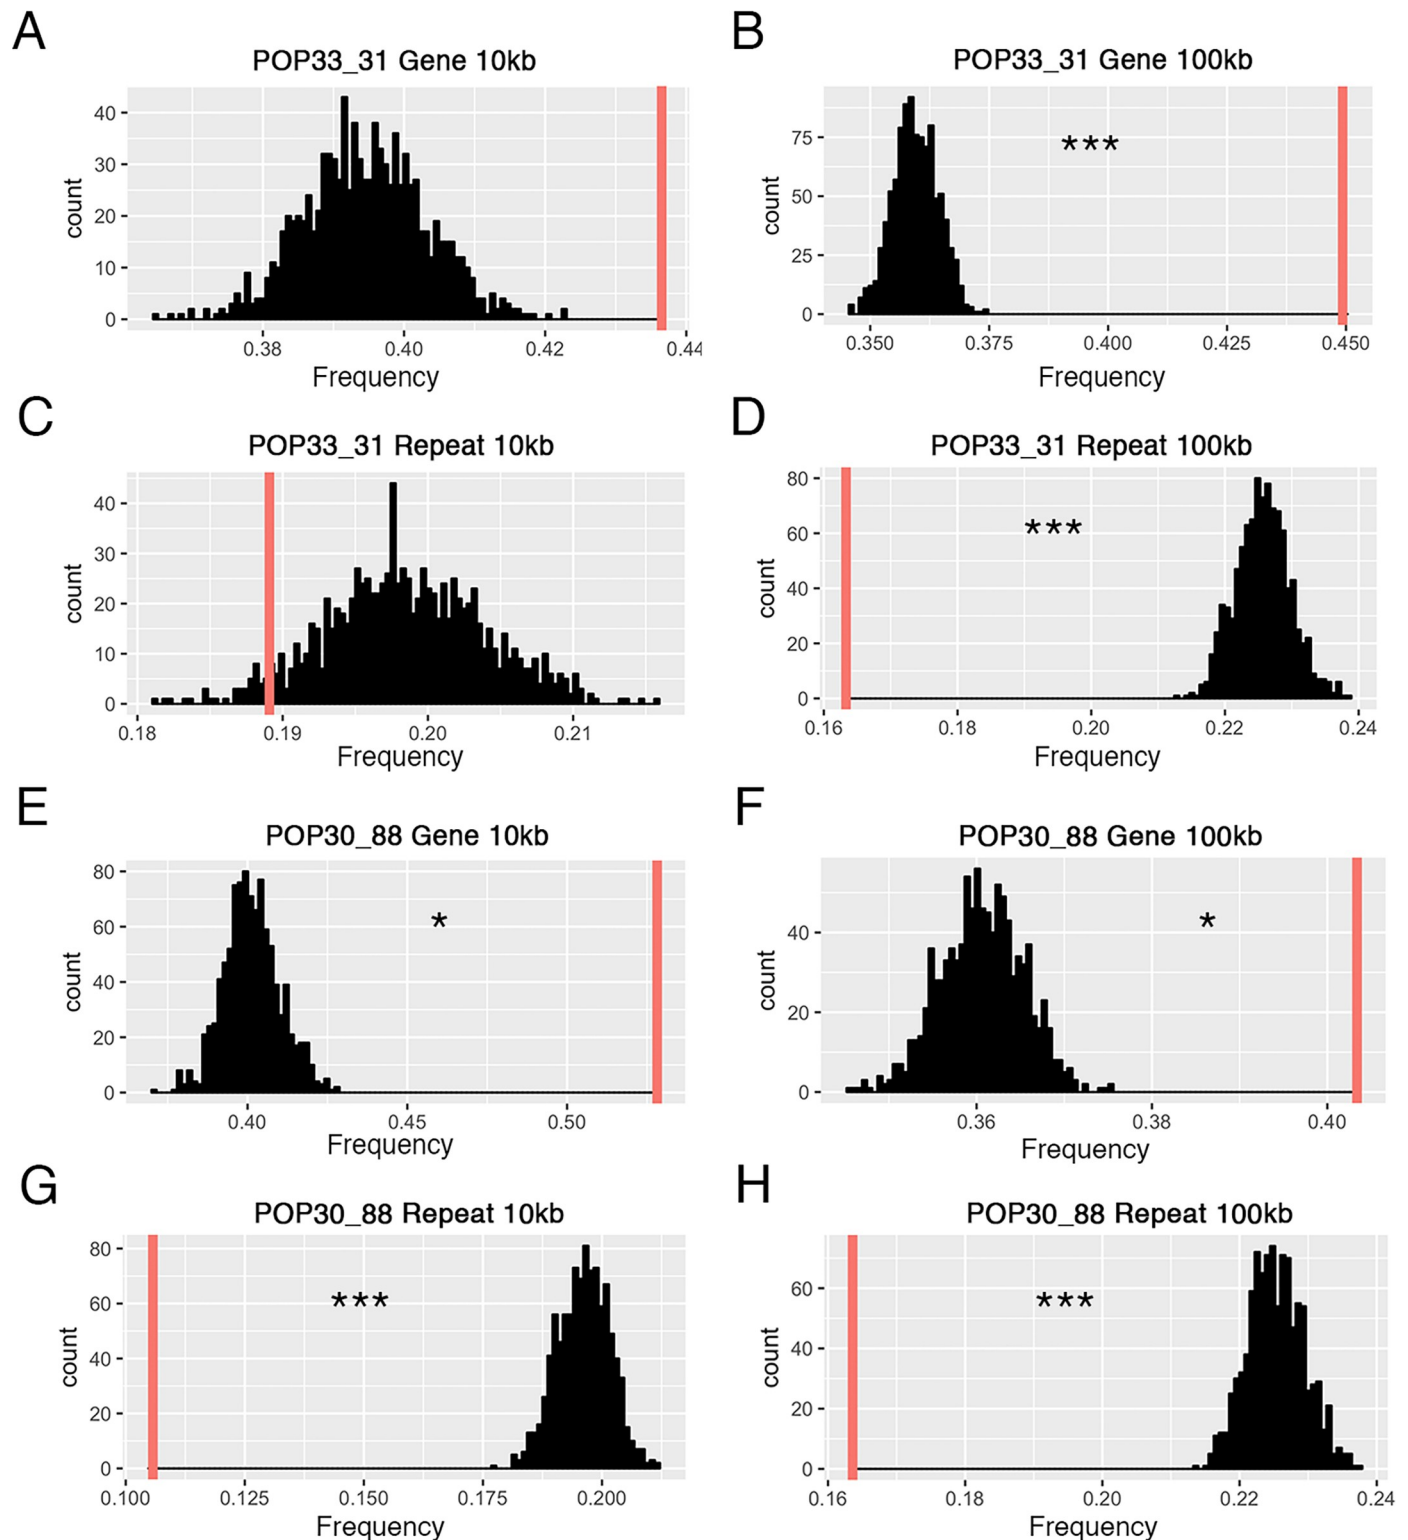 A
POP33_31 Gene 10kb
count
40
30
20
10
0
0.38 0.40 0.42 0.44
Frequency
B
POP33_31 Gene 100kb
***
count
75
50
25
0
0.350 0.375 0.400 0.425 0.450
Frequency
C
POP33_31 Repeat 10kb
count
40
30
20
10
0
0.18 0.19 0.20 0.21
Frequency
D
POP33_31 Repeat 100kb
***
count
80
60
40
20
0
0.16 0.18 0.20 0.22 0.24
Frequency
E
POP30_88 Gene 10kb
*
count
80
60
40
20
0
0.40 0.45 0.50
Frequency
F
POP30_88 Gene 100kb
*
count
40
20
0
0.36 0.38 0.40
Frequency
G
POP30_88 Repeat 10kb
***
count
80
60
40
20
0
0.100 0.125 0.150 0.175 0.200
Frequency
H
POP30_88 Repeat 100kb
***
count
60
40
20
0
0.16 0.18 0.20 0.22 0.24
Frequency